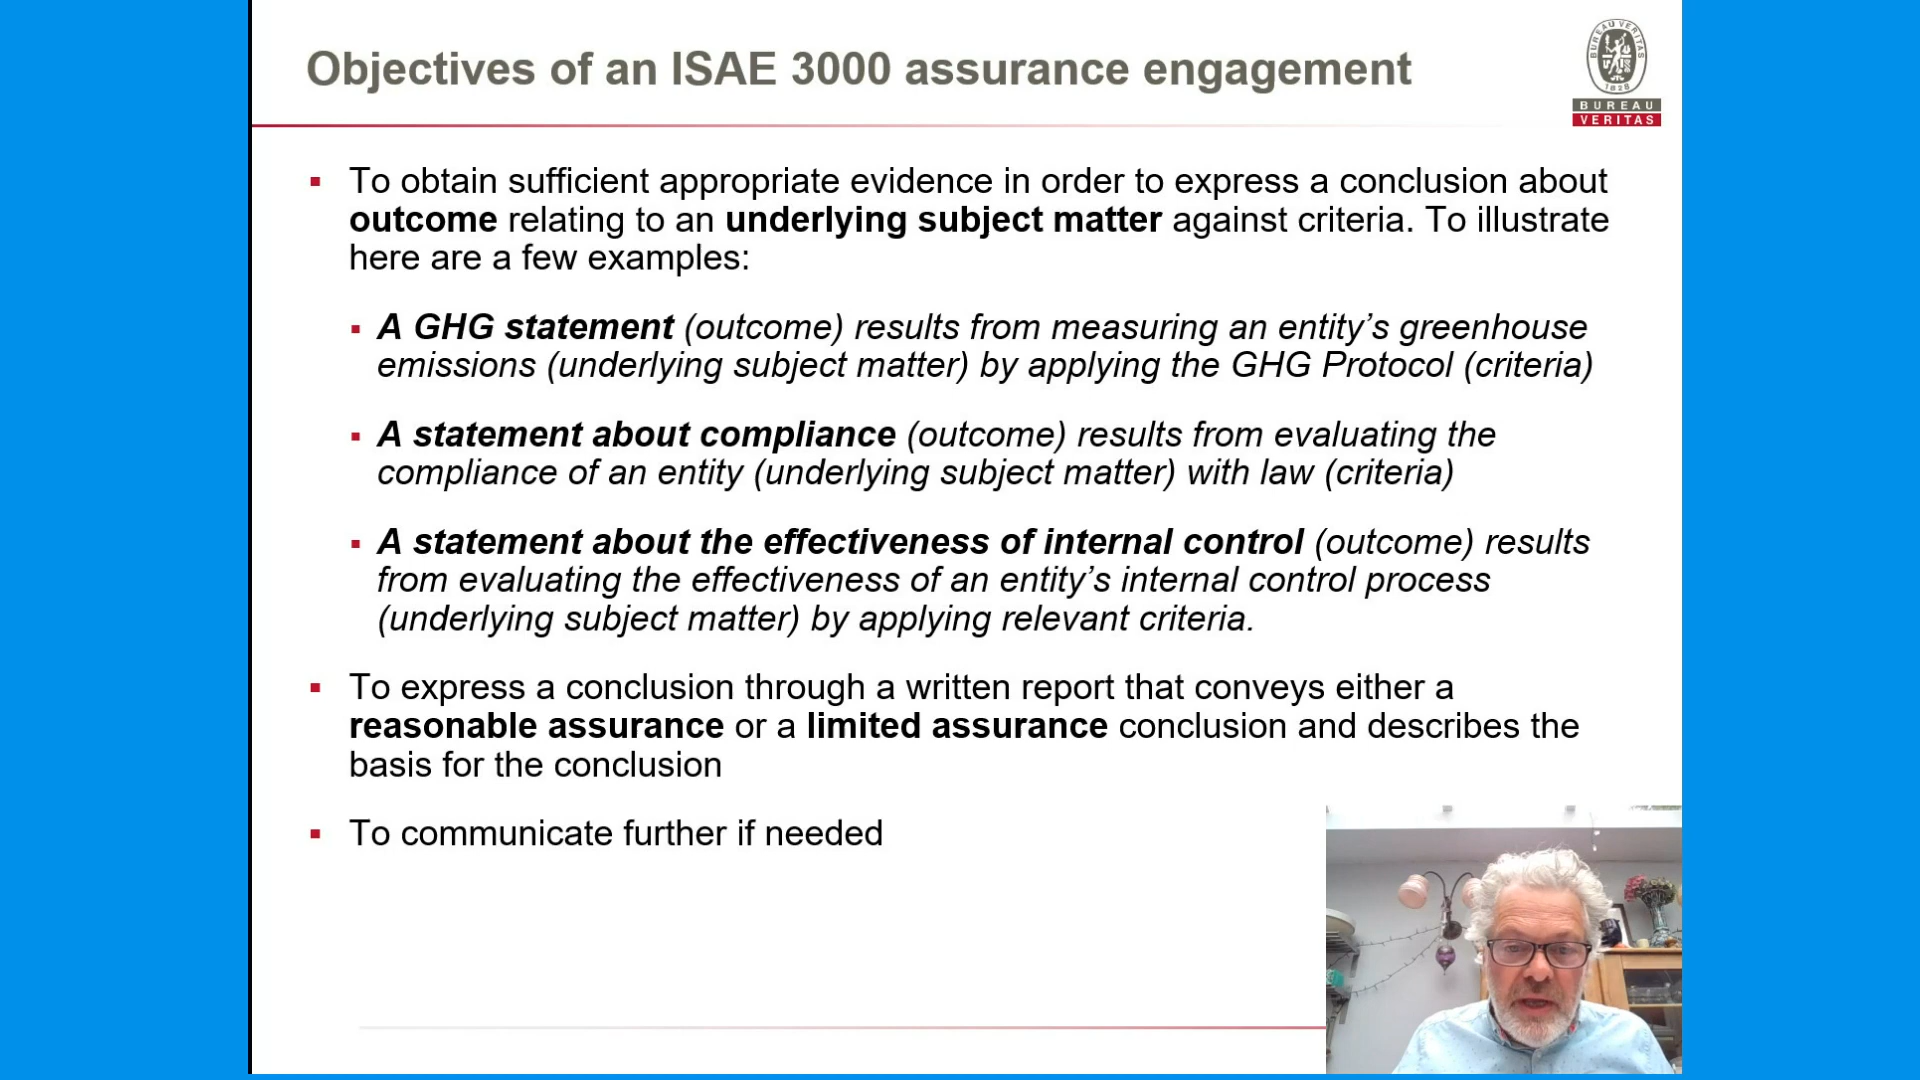 Objectives of an ISAE 3000 assurance engagement
BUREAU VERITAS
1828
BUREAU
VERITAS
▪ To obtain sufficient appropriate evidence in order to express a conclusion about
outcome relating to an underlying subject matter against criteria. To illustrate
here are a few examples:
▪ A GHG statement (outcome) results from measuring an entity’s greenhouse
emissions (underlying subject matter) by applying the GHG Protocol (criteria)
▪ A statement about compliance (outcome) results from evaluating the
compliance of an entity (underlying subject matter) with law (criteria)
▪ A statement about the effectiveness of internal control (outcome) results
from evaluating the effectiveness of an entity’s internal control process
(underlying subject matter) by applying relevant criteria.
▪ To express a conclusion through a written report that conveys either a
reasonable assurance or a limited assurance conclusion and describes the
basis for the conclusion
▪ To communicate further if needed